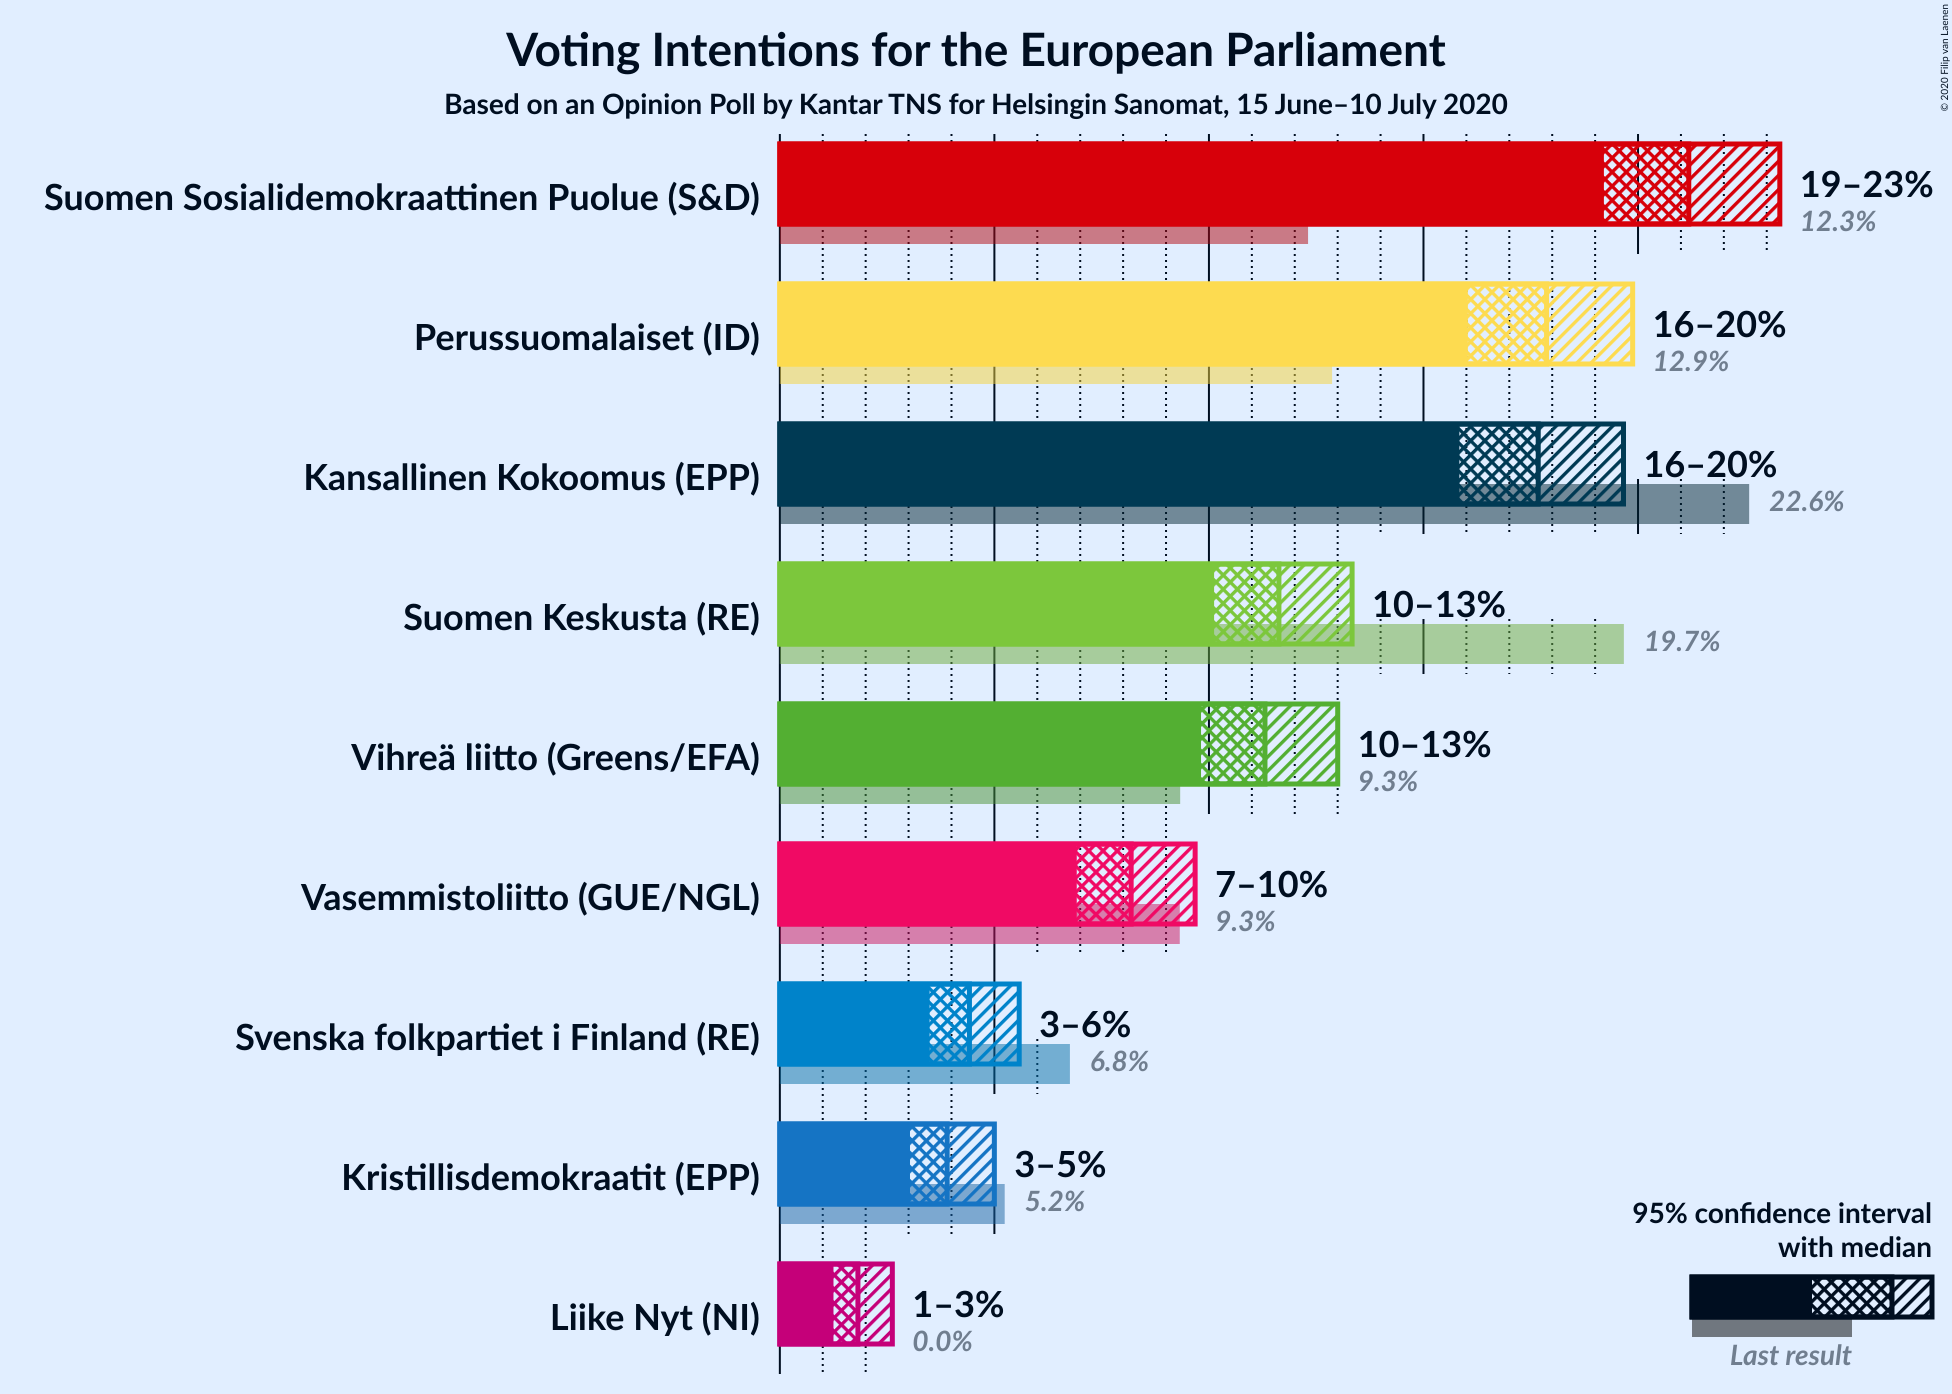 Voting Intentions for the European Parliament
Based on an Opinion Poll by Kantar TNS for Helsingin Sanomat, 15 June–10 July 2020
© 2020 Filip van Laenen
Suomen Sosialidemokraattinen Puolue (S&D)
19–23%
12.3%
Perussuomalaiset (ID)
16–20%
12.9%
Kansallinen Kokoomus (EPP)
16–20%
22.6%
Suomen Keskusta (RE)
10–13%
19.7%
Vihreä liitto (Greens/EFA)
10–13%
9.3%
Vasemmistoliitto (GUE/NGL)
7–10%
9.3%
Svenska folkpartiet i Finland (RE)
3–6%
6.8%
Kristillisdemokraatit (EPP)
3–5%
5.2%
Liike Nyt (NI)
1–3%
0.0%
95% confidence interval
with median
Last result